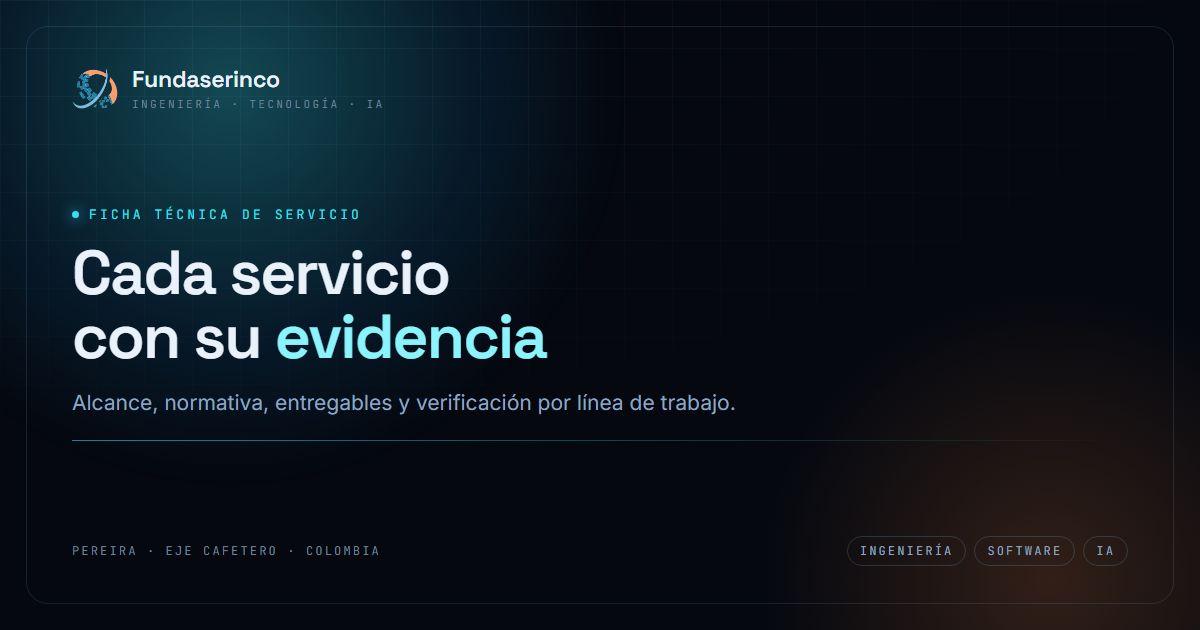 Fundaserinco
INGENIERÍA · TECNOLOGÍA · IA
FICHA TÉCNICA DE SERVICIO
Cada servicio
con su evidencia
Alcance, normativa, entregables y verificación por línea de trabajo.
PEREIRA · EJE CAFETERO · COLOMBIA
INGENIERÍA SOFTWARE IA